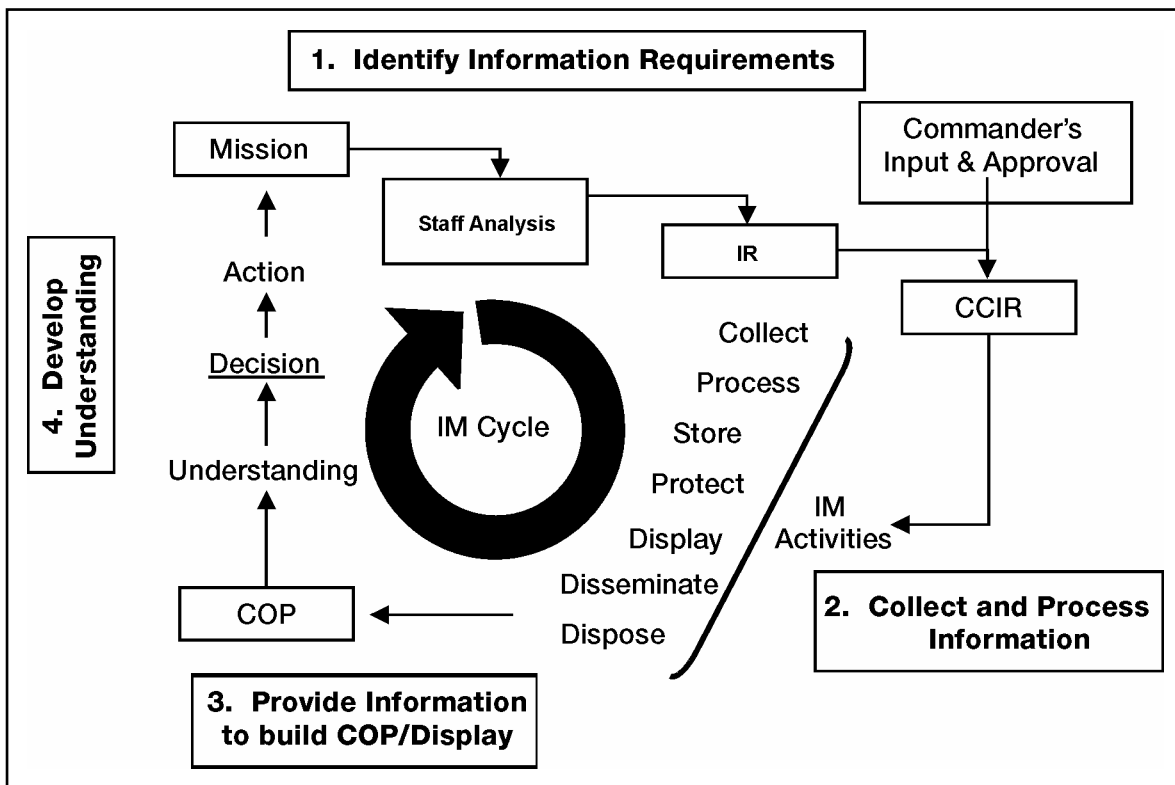 1. Identify Information Requirements
Mission
Commander's
Input & Approval
Staff Analysis
IR
CCIR
4. Develop
Understanding
Action
Decision
Understanding
COP
IM Cycle
Collect
Process
Store
Protect
Display
Disseminate
Dispose
IM
Activities
2. Collect and Process
Information
3. Provide Information
to build COP/Display